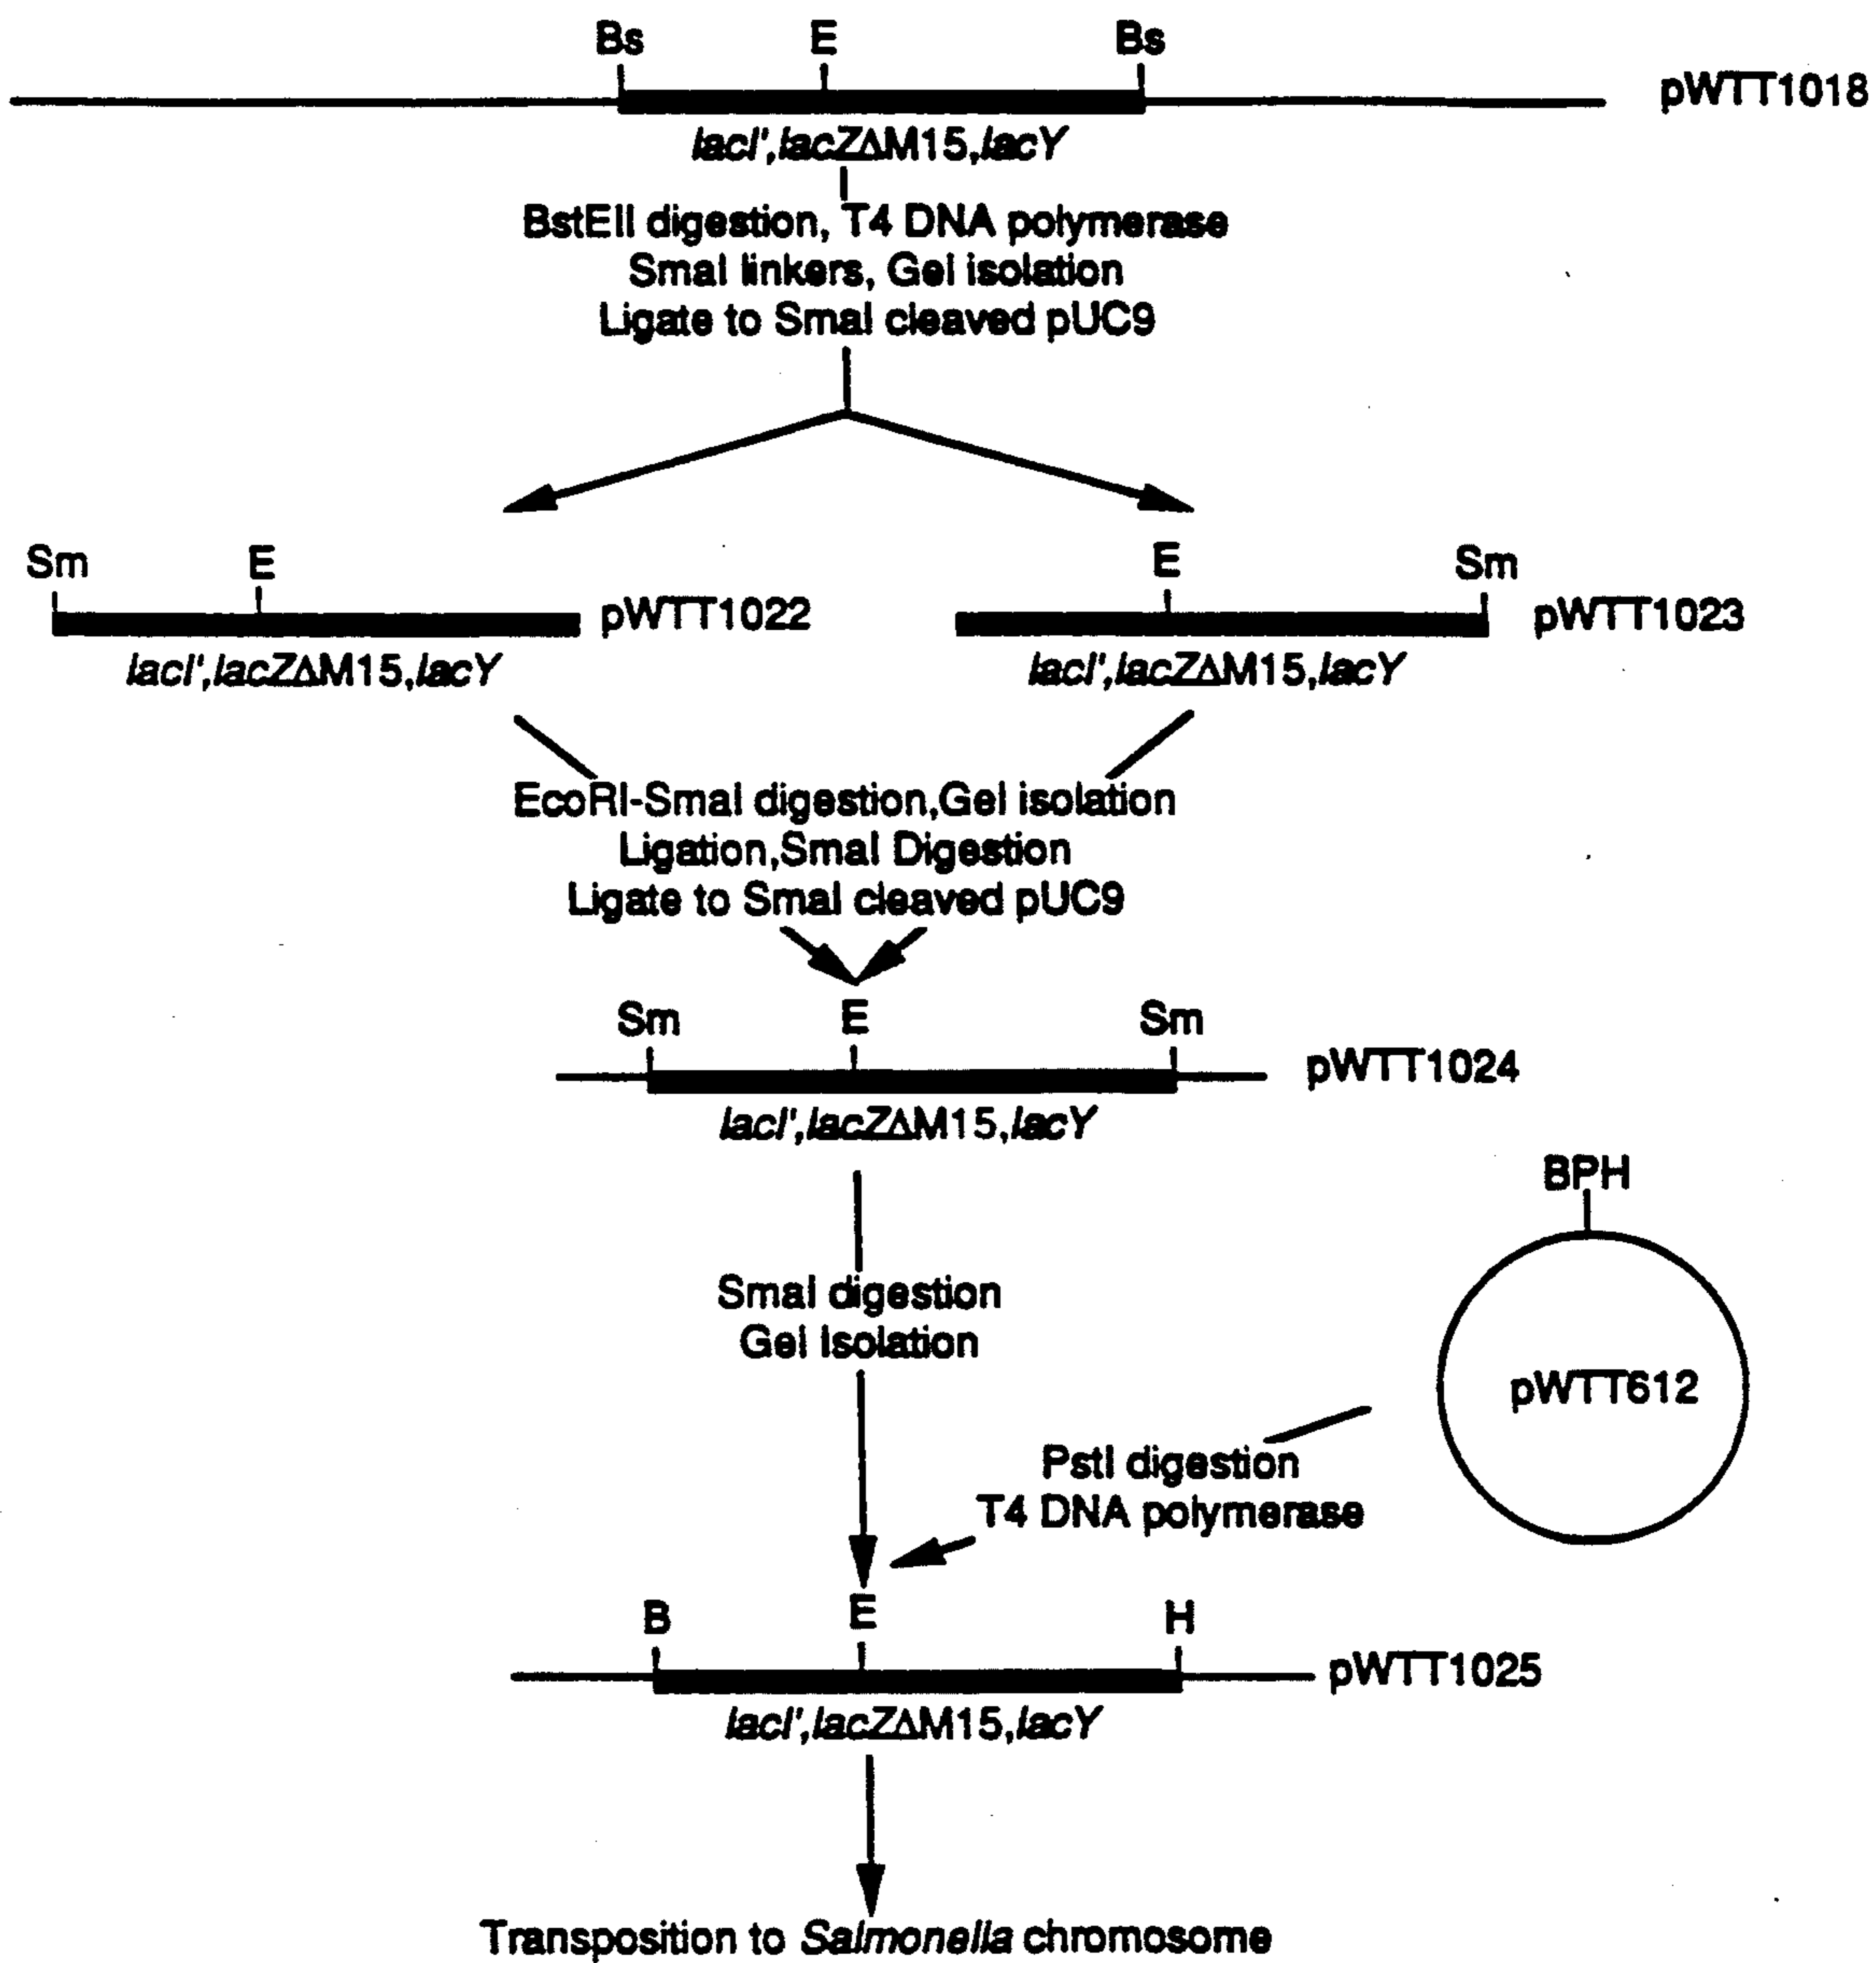 Bs E Bs
pWTT1018
lacI',lacZΔM15,lacY
BstEII digestion, T4 DNA polymerase
SmaI linkers, Gel isolation
Ligate to SmaI cleaved pUC9
Sm E
pWTT1022
lacI',lacZΔM15,lacY
E Sm
pWTT1023
lacI',lacZΔM15,lacY
EcoRI-SmaI digestion,Gel isolation
Ligation,SmaI Digestion
Ligate to SmaI cleaved pUC9
Sm E Sm
pWTT1024
lacI',lacZΔM15,lacY
BPH
pWTT612
SmaI digestion
Gel Isolation
PstI digestion
T4 DNA polymerase
B E H
pWTT1025
lacI',lacZΔM15,lacY
Transposition to Salmonella chromosome